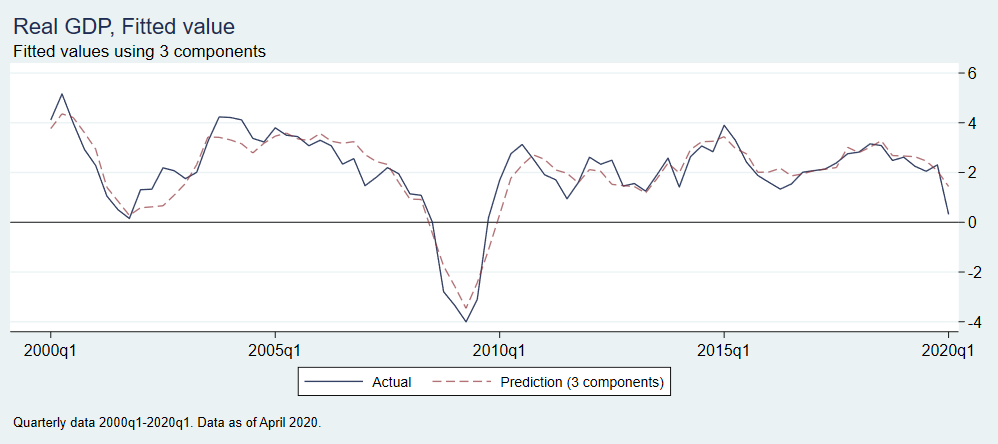 Real GDP, Fitted value
Fitted values using 3 components
6
4
2
0
-2
-4
2000q1 2005q1 2010q1 2015q1 2020q1
Actual Prediction (3 components)
Quarterly data 2000q1-2020q1. Data as of April 2020.